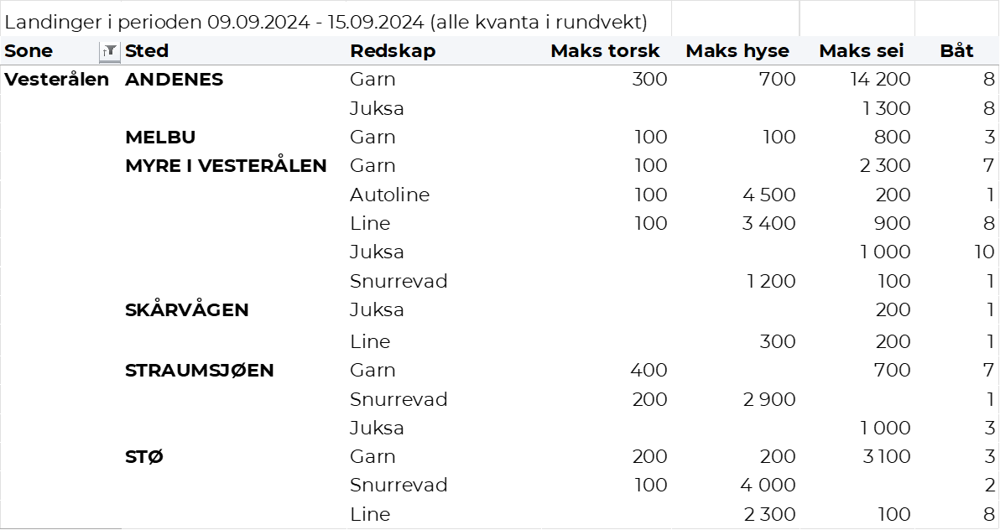 Landinger i perioden 09.09.2024 - 15.09.2024 (alle kvanta i rundvekt)
Sone Sted Redskap Maks torsk Maks hyse Maks sei Båt
Vesterålen ANDENES Garn 300 700 14 200 8
Juksa 1 300 8
MELBU Garn 100 100 800 3
MYRE I VESTERÅLEN Garn 100 2 300 7
Autoline 100 4 500 200 1
Line 100 3 400 900 8
Juksa 1 000 10
Snurrevad 1 200 100 1
SKÅRVÅGEN Juksa 200 1
Line 300 200 1
STRAUMSJØEN Garn 400 700 7
Snurrevad 200 2 900 1
Juksa 1 000 3
STØ Garn 200 200 3 100 3
Snurrevad 100 4 000 2
Line 2 300 100 8